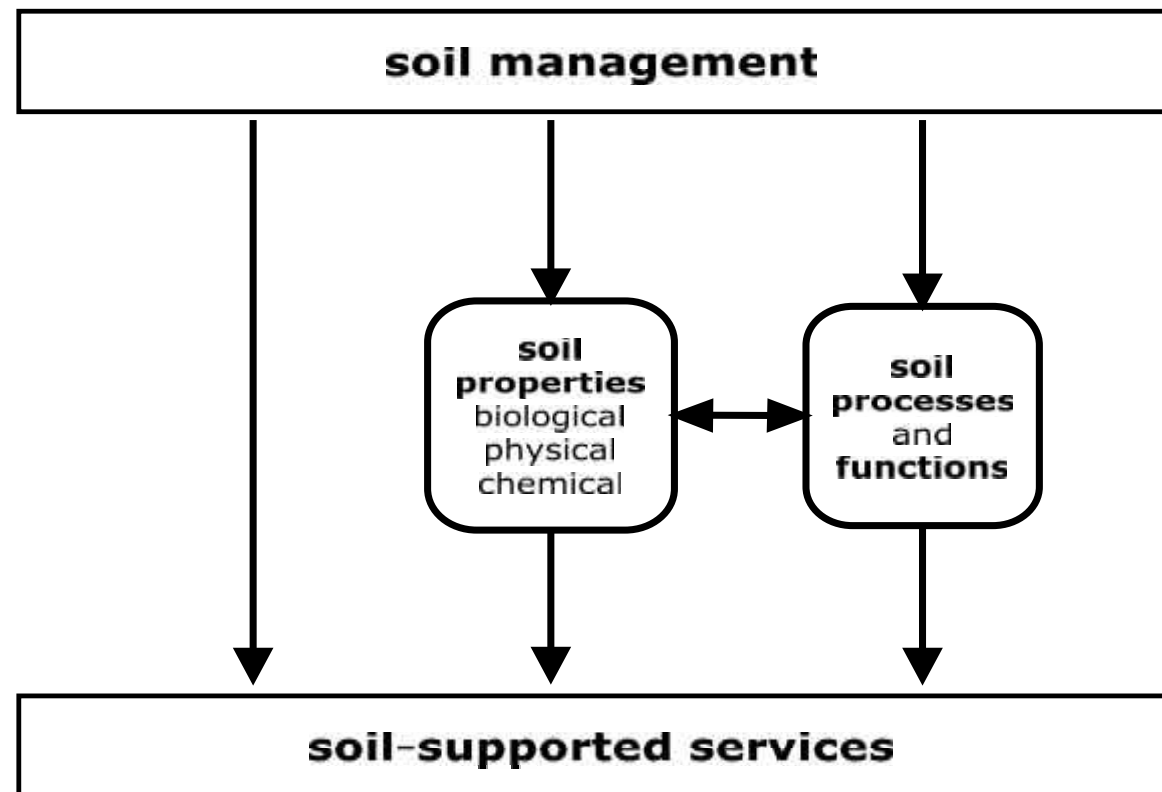 soil management
soil
properties
biological
physical
chemical
soil
processes
and
functions
soil-supported services